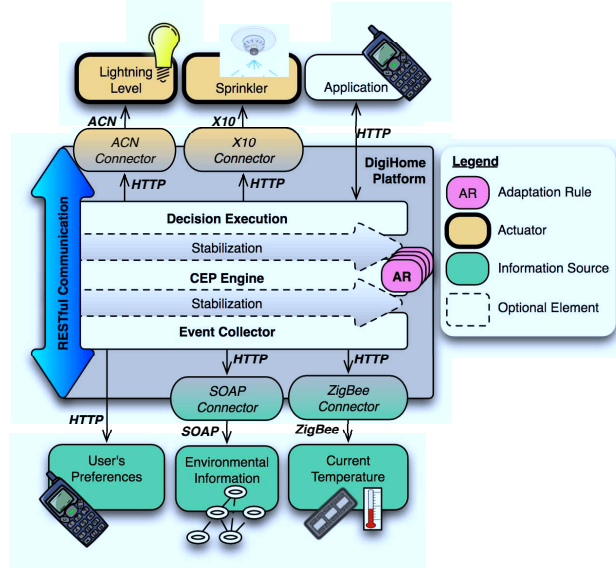 Lightning
Level
Sprinkler
Application
ACN
X10
HTTP
ACN
Connector
X10
Connector
DigiHome
Platform
HTTP
HTTP
RESTful Communication
Decision Execution
Stabilization
CEP Engine
AR
Stabilization
Event Collector
HTTP
HTTP
SOAP
Connector
ZigBee
Connector
HTTP
SOAP
ZigBee
User's
Preferences
Environmental
Information
Current
Temperature
Legend
AR
Adaptation Rule
Actuator
Information Source
Optional Element